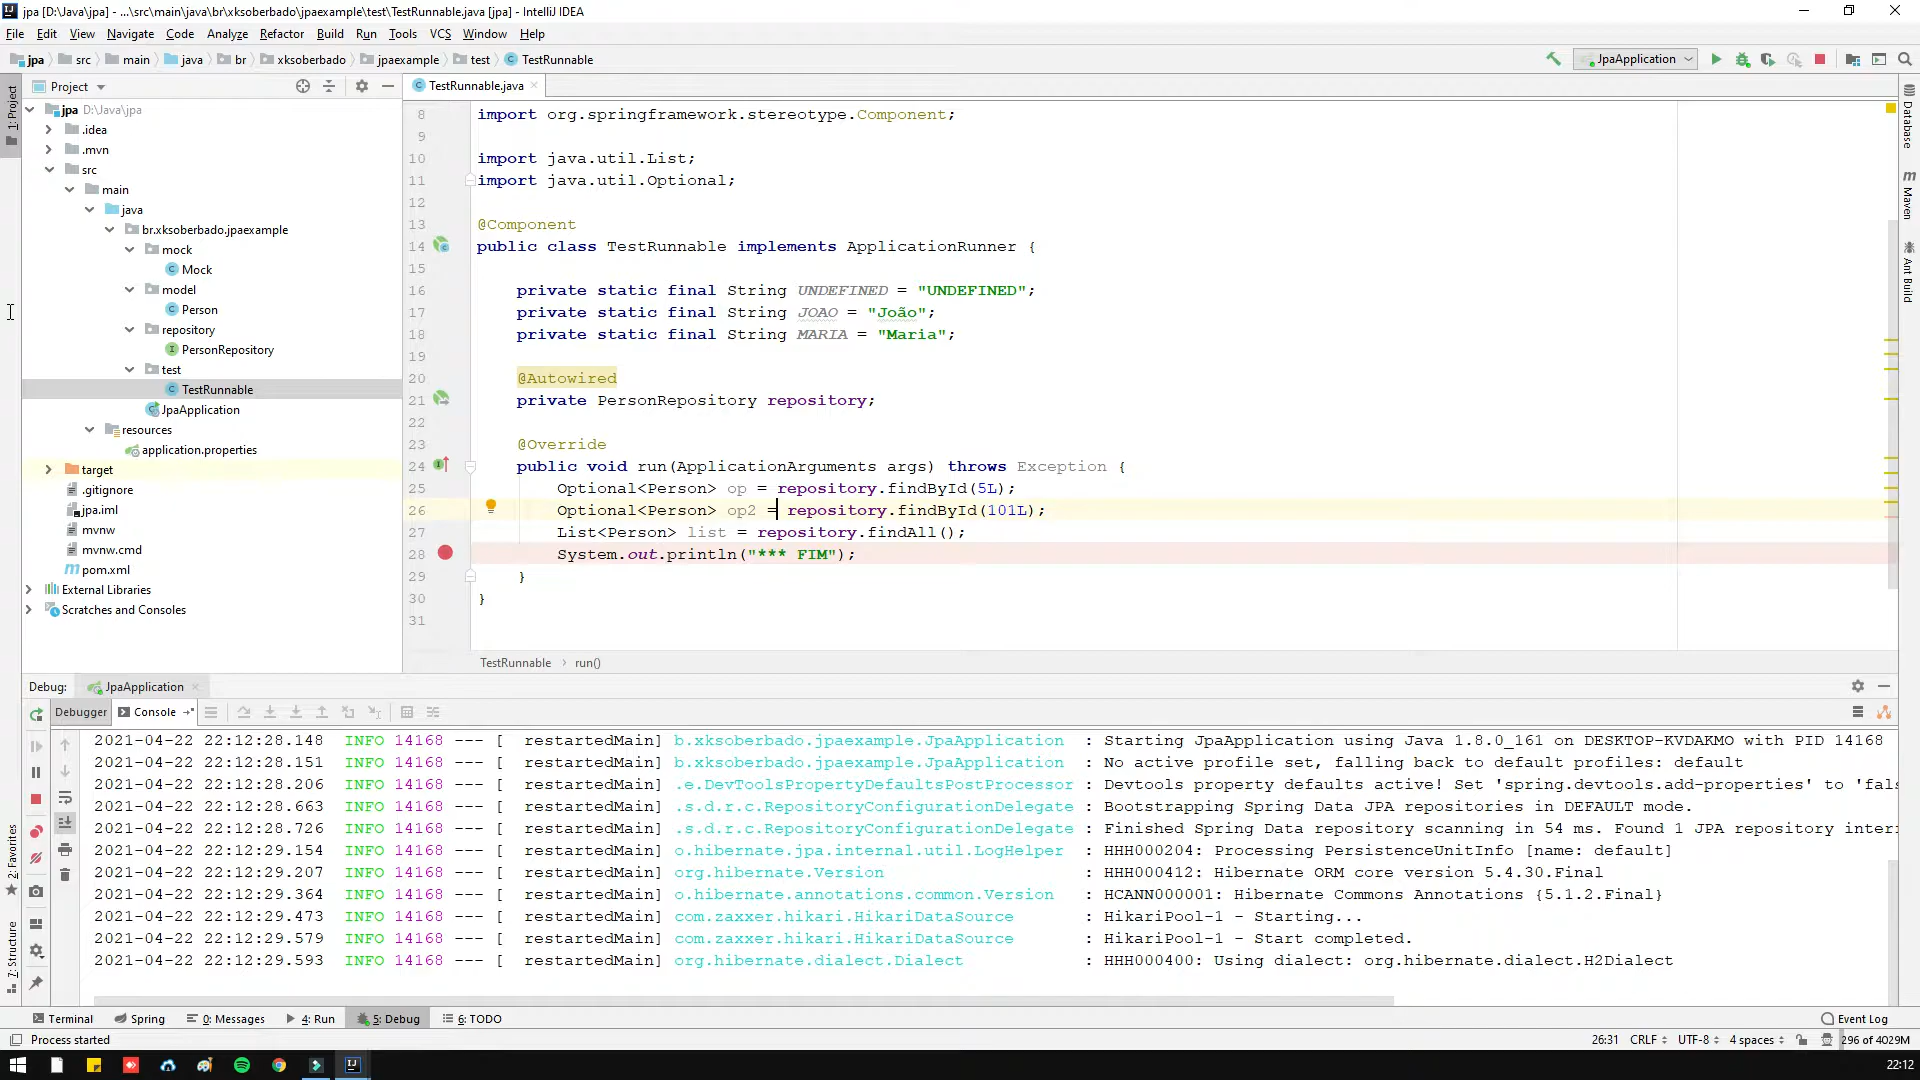 jpa [D:\Java\jpa] - ...\src\main\java\br\xksoberbado\jpaexample\test\TestRunnable.java [jpa] - IntelliJ IDEA
File Edit View Navigate Code Analyze Refactor Build Run Tools VCS Window Help
jpa src main java br xksoberbado jpaexample test TestRunnable JpaApplication
1: Project
Project
jpa D:\Java\jpa
.idea
.mvn
src
main
java
br.xksoberbado.jpaexample
mock
Mock
model
Person
repository
PersonRepository
test
TestRunnable
JpaApplication
resources
application.properties
target
.gitignore
jpa.iml
mvnw
mvnw.cmd
pom.xml
External Libraries
Scratches and Consoles
TestRunnable.java
8 import org.springframework.stereotype.Component;
9
10 import java.util.List;
11 import java.util.Optional;
12
13 @Component
14 public class TestRunnable implements ApplicationRunner {
15
16 private static final String UNDEFINED = "UNDEFINED";
17 private static final String JOAO = "João";
18 private static final String MARIA = "Maria";
19
20 @Autowired
21 private PersonRepository repository;
22
23 @Override
24 public void run(ApplicationArguments args) throws Exception {
25 Optional<Person> op = repository.findById(5L);
26 Optional<Person> op2 = repository.findById(101L);
27 List<Person> list = repository.findAll();
28 System.out.println("*** FIM");
29 }
30 }
31
TestRunnable › run()
Database
Maven
Ant Build
Debug: JpaApplication
Debugger Console
2021-04-22 22:12:28.148 INFO 14168 --- [ restartedMain] b.xksoberbado.jpaexample.JpaApplication : Starting JpaApplication using Java 1.8.0_161 on DESKTOP-KVDAKMO with PID 14168
2021-04-22 22:12:28.151 INFO 14168 --- [ restartedMain] b.xksoberbado.jpaexample.JpaApplication : No active profile set, falling back to default profiles: default
2021-04-22 22:12:28.206 INFO 14168 --- [ restartedMain] .e.DevToolsPropertyDefaultsPostProcessor : Devtools property defaults active! Set 'spring.devtools.add-properties' to 'fals
2021-04-22 22:12:28.663 INFO 14168 --- [ restartedMain] .s.d.r.c.RepositoryConfigurationDelegate : Bootstrapping Spring Data JPA repositories in DEFAULT mode.
2021-04-22 22:12:28.726 INFO 14168 --- [ restartedMain] .s.d.r.c.RepositoryConfigurationDelegate : Finished Spring Data repository scanning in 54 ms. Found 1 JPA repository inter
2021-04-22 22:12:29.154 INFO 14168 --- [ restartedMain] o.hibernate.jpa.internal.util.LogHelper : HHH000204: Processing PersistenceUnitInfo [name: default]
2021-04-22 22:12:29.207 INFO 14168 --- [ restartedMain] org.hibernate.Version : HHH000412: Hibernate ORM core version 5.4.30.Final
2021-04-22 22:12:29.364 INFO 14168 --- [ restartedMain] o.hibernate.annotations.common.Version : HCANN000001: Hibernate Commons Annotations {5.1.2.Final}
2021-04-22 22:12:29.473 INFO 14168 --- [ restartedMain] com.zaxxer.hikari.HikariDataSource : HikariPool-1 - Starting...
2021-04-22 22:12:29.579 INFO 14168 --- [ restartedMain] com.zaxxer.hikari.HikariDataSource : HikariPool-1 - Start completed.
2021-04-22 22:12:29.593 INFO 14168 --- [ restartedMain] org.hibernate.dialect.Dialect : HHH000400: Using dialect: org.hibernate.dialect.H2Dialect
2: Favorites
7: Structure
Terminal Spring 0: Messages 4: Run 5: Debug 6: TODO Event Log
Process started 26:31 CRLF UTF-8 4 spaces 296 of 4029M
22:12